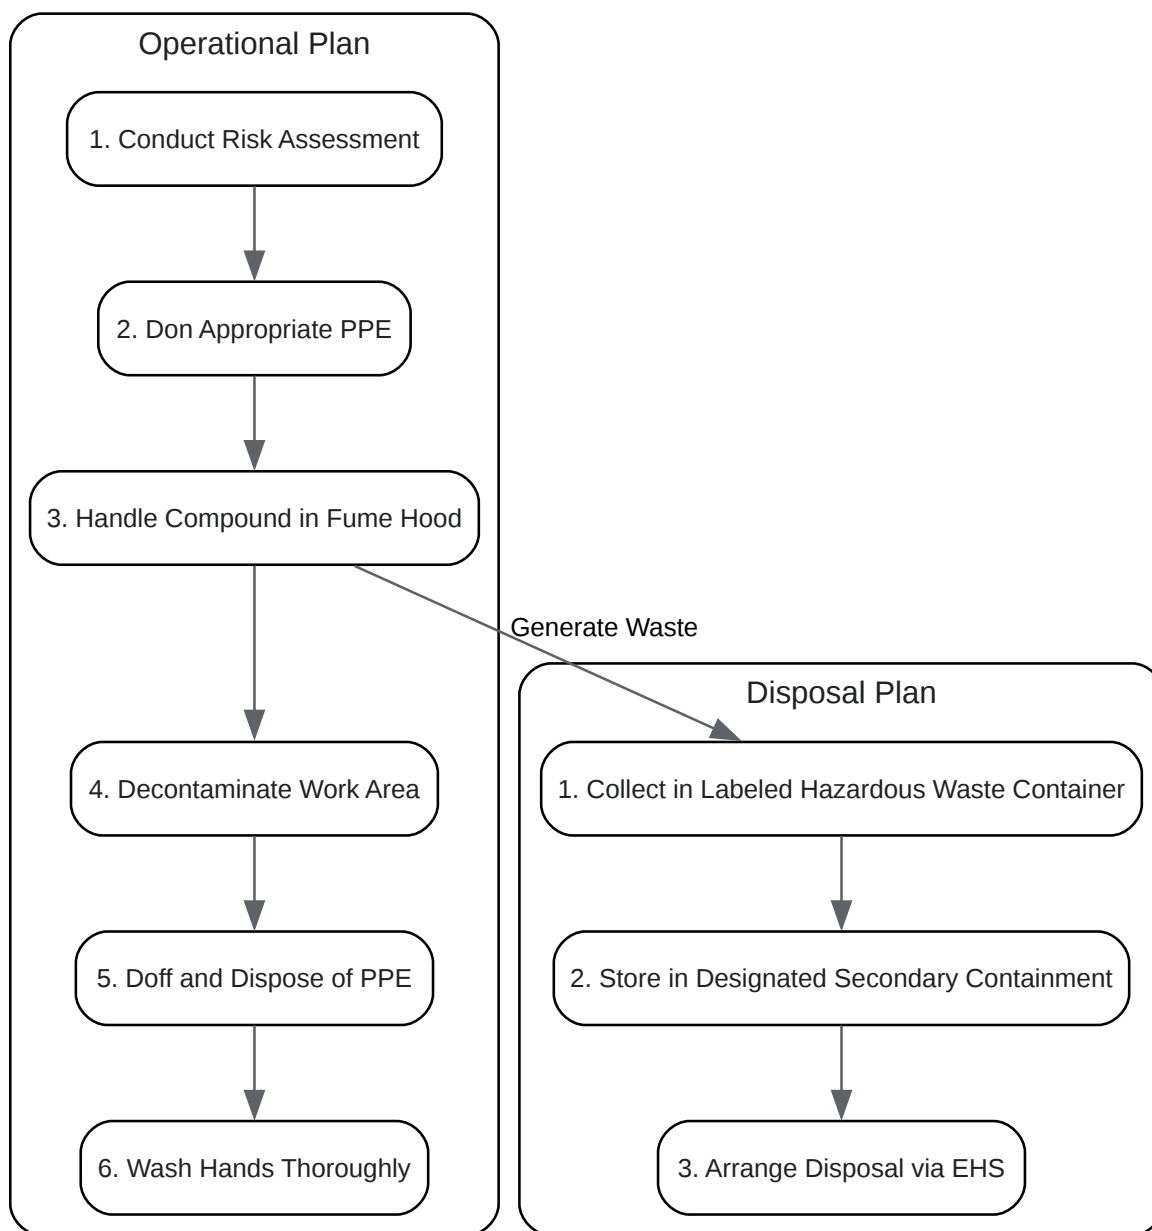 Operational Plan
1. Conduct Risk Assessment
2. Don Appropriate PPE
3. Handle Compound in Fume Hood
Generate Waste
4. Decontaminate Work Area
5. Doff and Dispose of PPE
6. Wash Hands Thoroughly
Disposal Plan
1. Collect in Labeled Hazardous Waste Container
2. Store in Designated Secondary Containment
3. Arrange Disposal via EHS